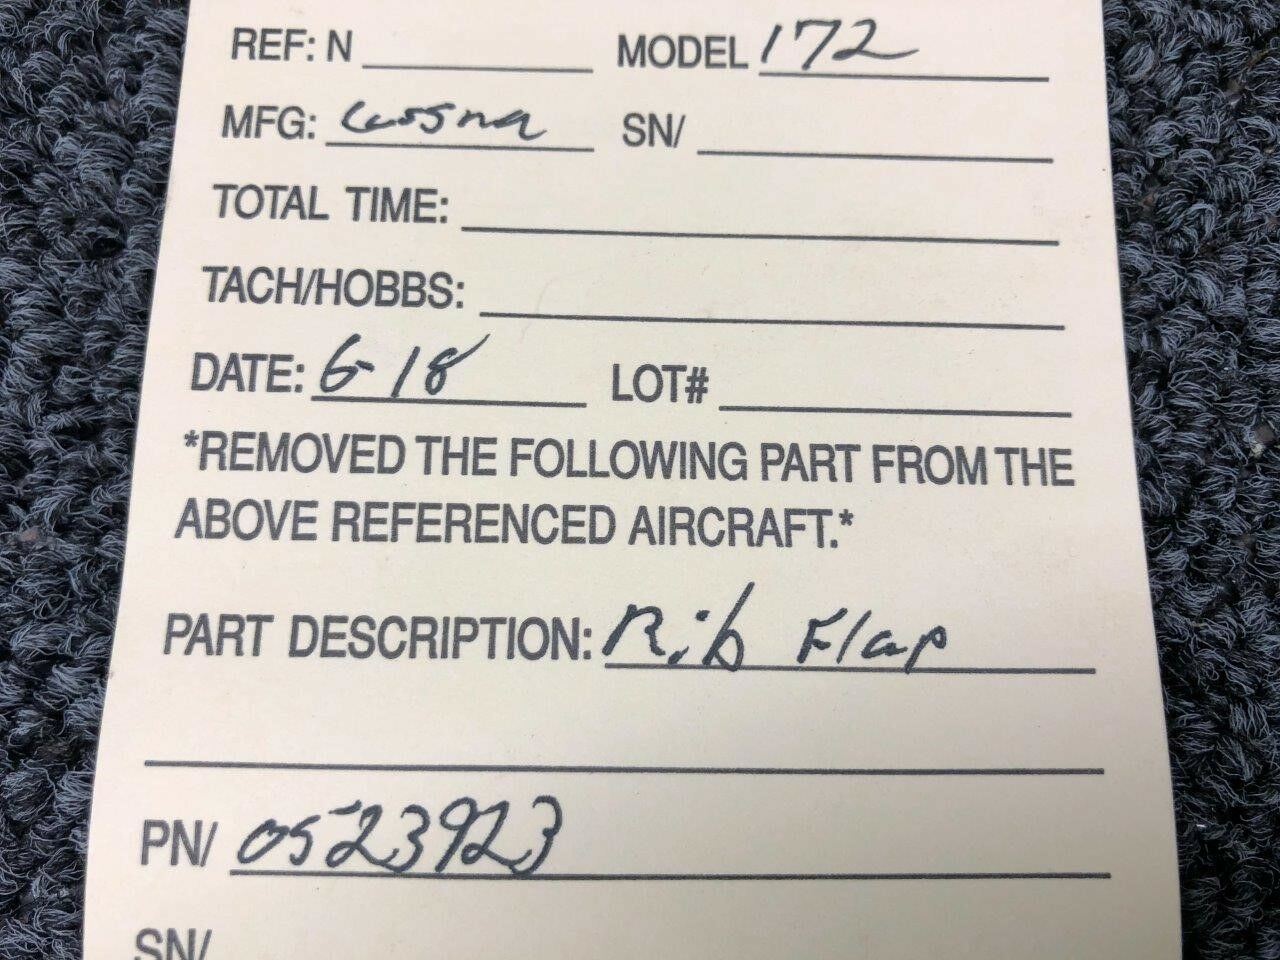 REF: N MODEL 172
MFG: Cessna SN/
TOTAL TIME:
TACH/HOBBS:
DATE: 6-18 LOT#
*REMOVED THE FOLLOWING PART FROM THE
ABOVE REFERENCED AIRCRAFT.*
PART DESCRIPTION: Rib Flap
PN/ 0523923
SN/